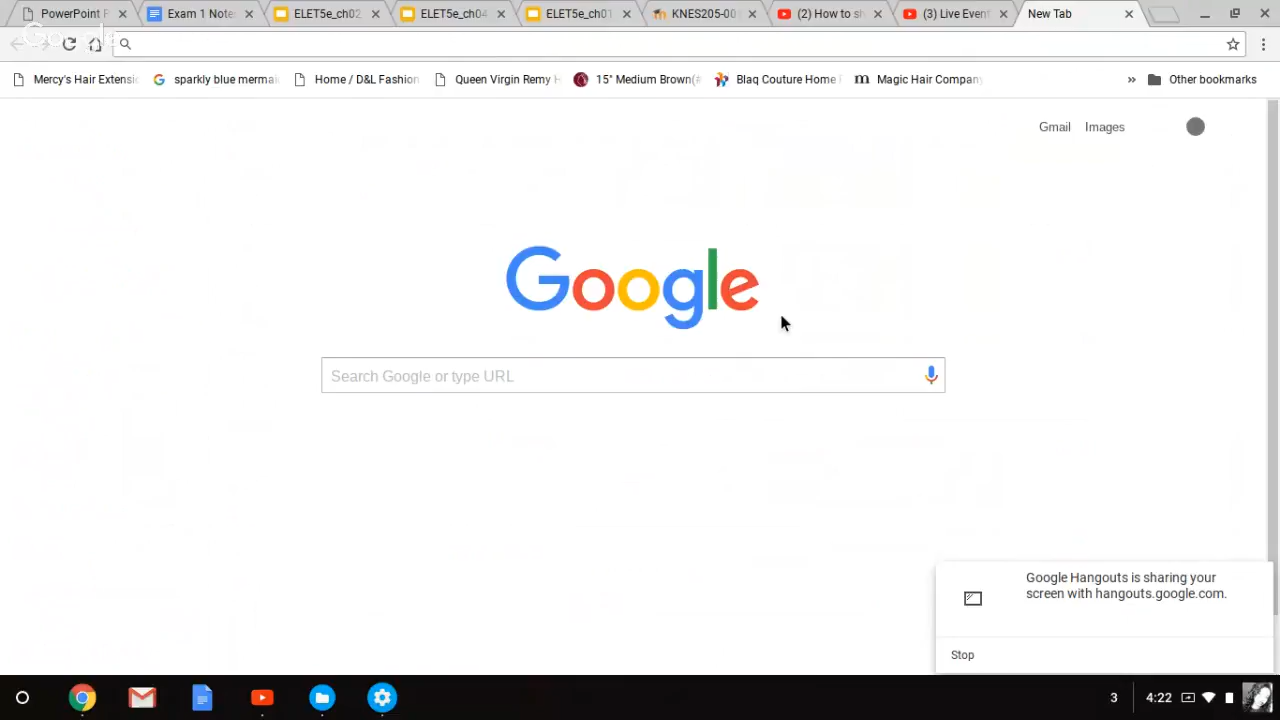 PowerPoint P
Exam 1 Note
ELET5e_ch02
ELET5e_ch04
ELET5e_ch01
KNES205-00
(2) How to sh
(3) Live Event
New Tab
Google
Mercy's Hair Extensi
sparkly blue mermai
Home / D&L Fashion
Queen Virgin Remy H
15" Medium Brown(#
Blaq Couture Home
Magic Hair Company
» Other bookmarks
Gmail Images
Google
Search Google or type URL
Google Hangouts is sharing your
screen with hangouts.google.com.
Stop
3 4:22